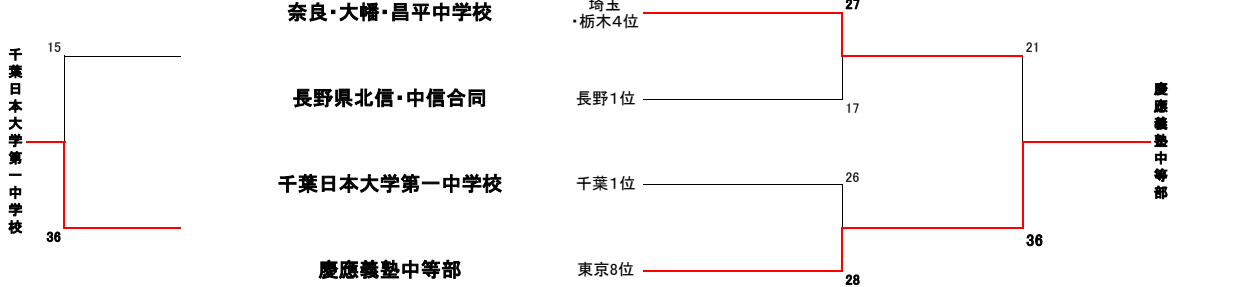 奈良・大幡・昌平中学校
埼玉
・栃木4位
27
15
21
千葉日本大学第一中学校
長野県北信・中信合同
長野1位
17
慶應義塾中等部
千葉日本大学第一中学校
千葉1位
26
36
36
慶應義塾中等部
東京8位
28